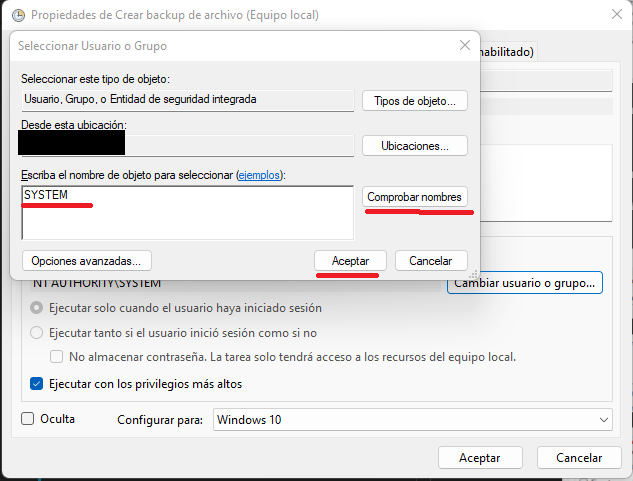 Propiedades de Crear backup de archivo (Equipo local)
Seleccionar Usuario o Grupo
nhabilitado)
Seleccionar este tipo de objeto:
Usuario, Grupo, o Entidad de seguridad integrada
Tipos de objeto...
Desde esta ubicación:
Ubicaciones...
Escriba el nombre de objeto para seleccionar (ejemplos):
SYSTEM
Comprobar nombres
Opciones avanzadas...
Aceptar
Cancelar
NT AUTHORITY\SYSTEM
Cambiar usuario o grupo...
Ejecutar solo cuando el usuario haya iniciado sesión
Ejecutar tanto si el usuario inició sesión como si no
No almacenar contraseña. La tarea solo tendrá acceso a los recursos del equipo local.
Ejecutar con los privilegios más altos
Oculta
Configurar para:
Windows 10
Aceptar
Cancelar